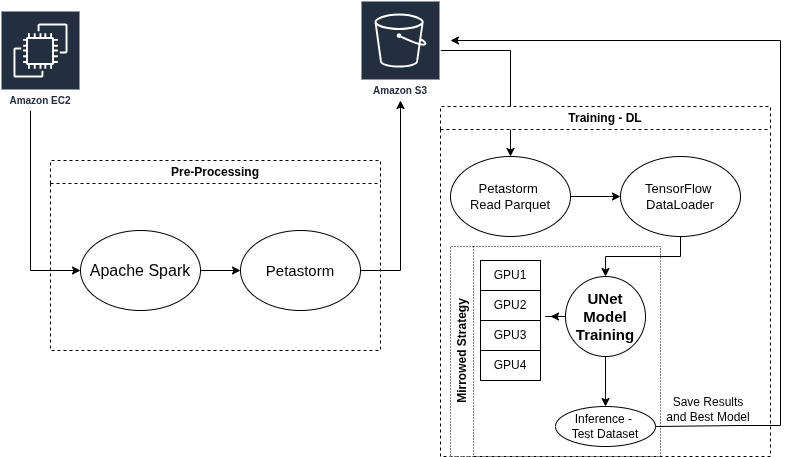 Amazon EC2
Amazon S3
Pre-Processing
Apache Spark
Petastorm
Training - DL
Petastorm
Read Parquet
TensorFlow
DataLoader
Mirrowed Strategy
GPU1
GPU2
GPU3
GPU4
UNet
Model
Training
Inference -
Test Dataset
Save Results
and Best Model